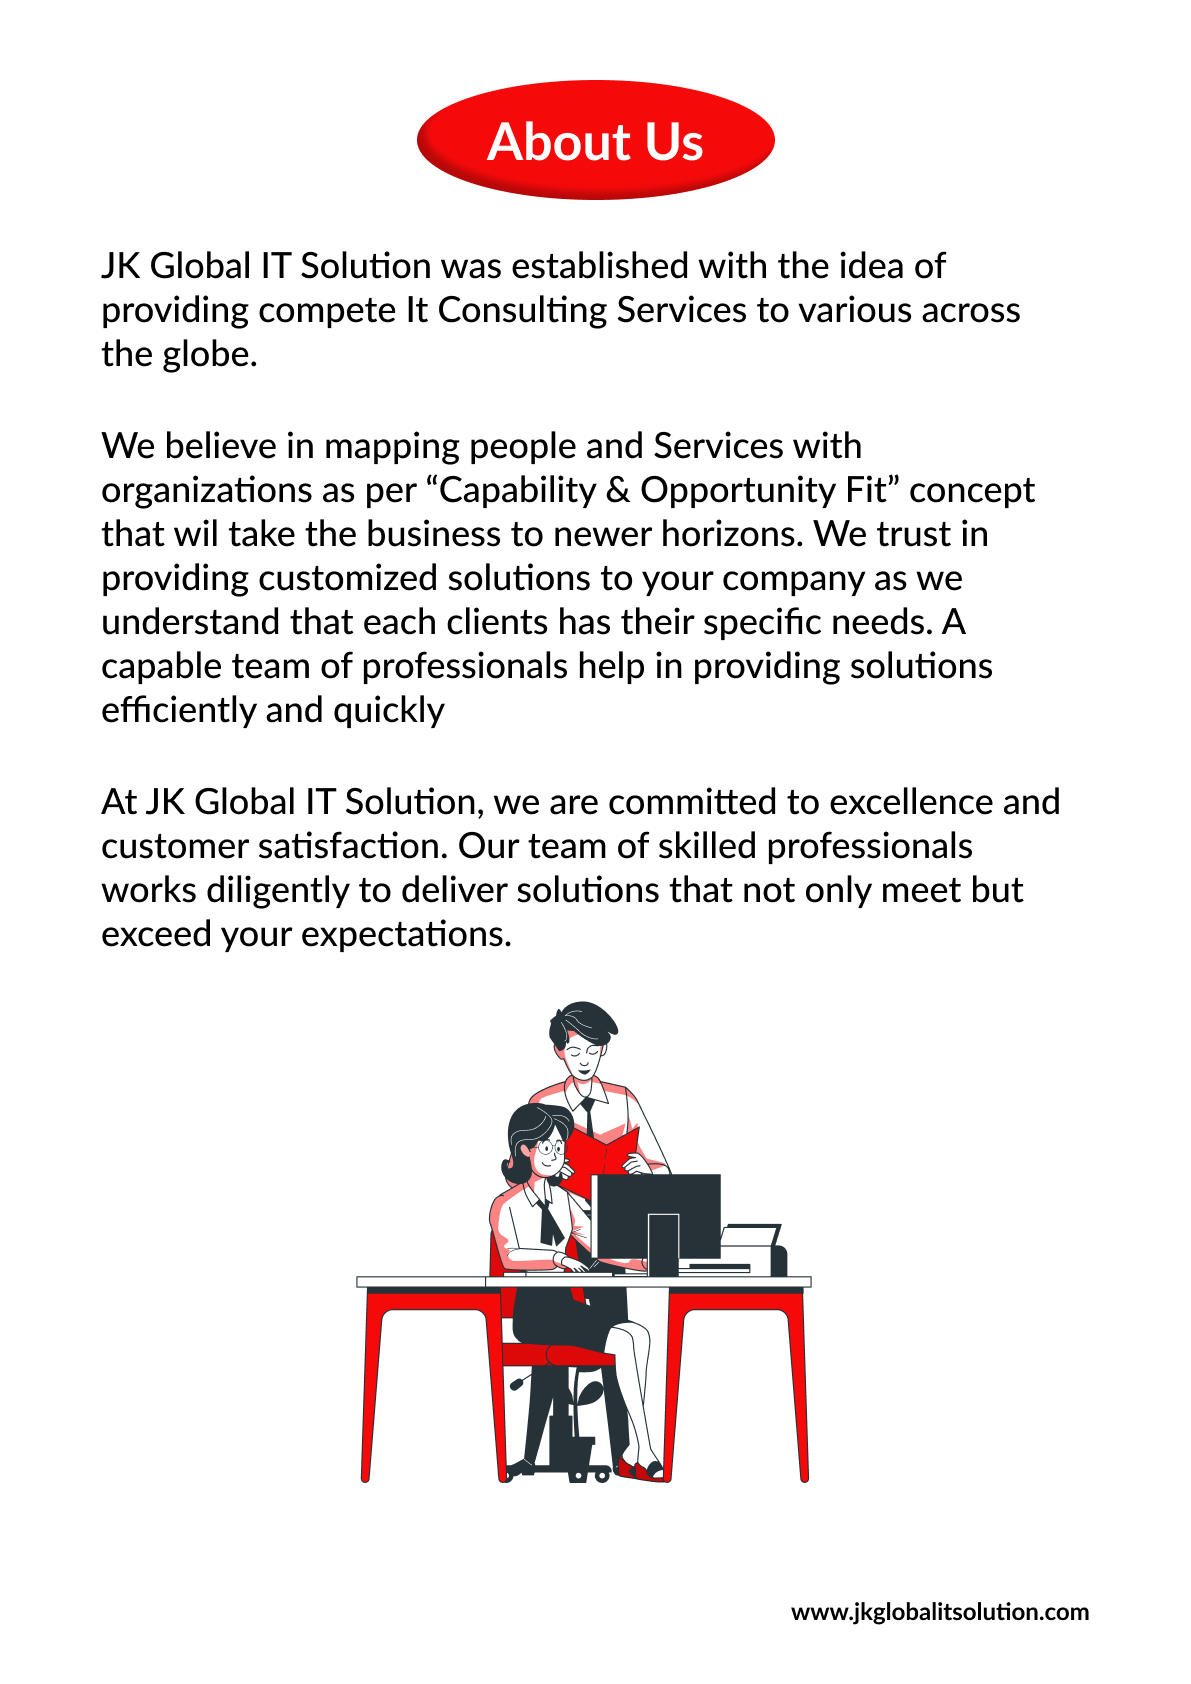 About Us
JK Global IT Solution was established with the idea of
providing compete It Consulting Services to various across
the globe.
We believe in mapping people and Services with
organizations as per “Capability & Opportunity Fit” concept
that wil take the business to newer horizons. We trust in
providing customized solutions to your company as we
understand that each clients has their specific needs. A
capable team of professionals help in providing solutions
efficiently and quickly
At JK Global IT Solution, we are committed to excellence and
customer satisfaction. Our team of skilled professionals
works diligently to deliver solutions that not only meet but
exceed your expectations.
www.jkglobalitsolution.com